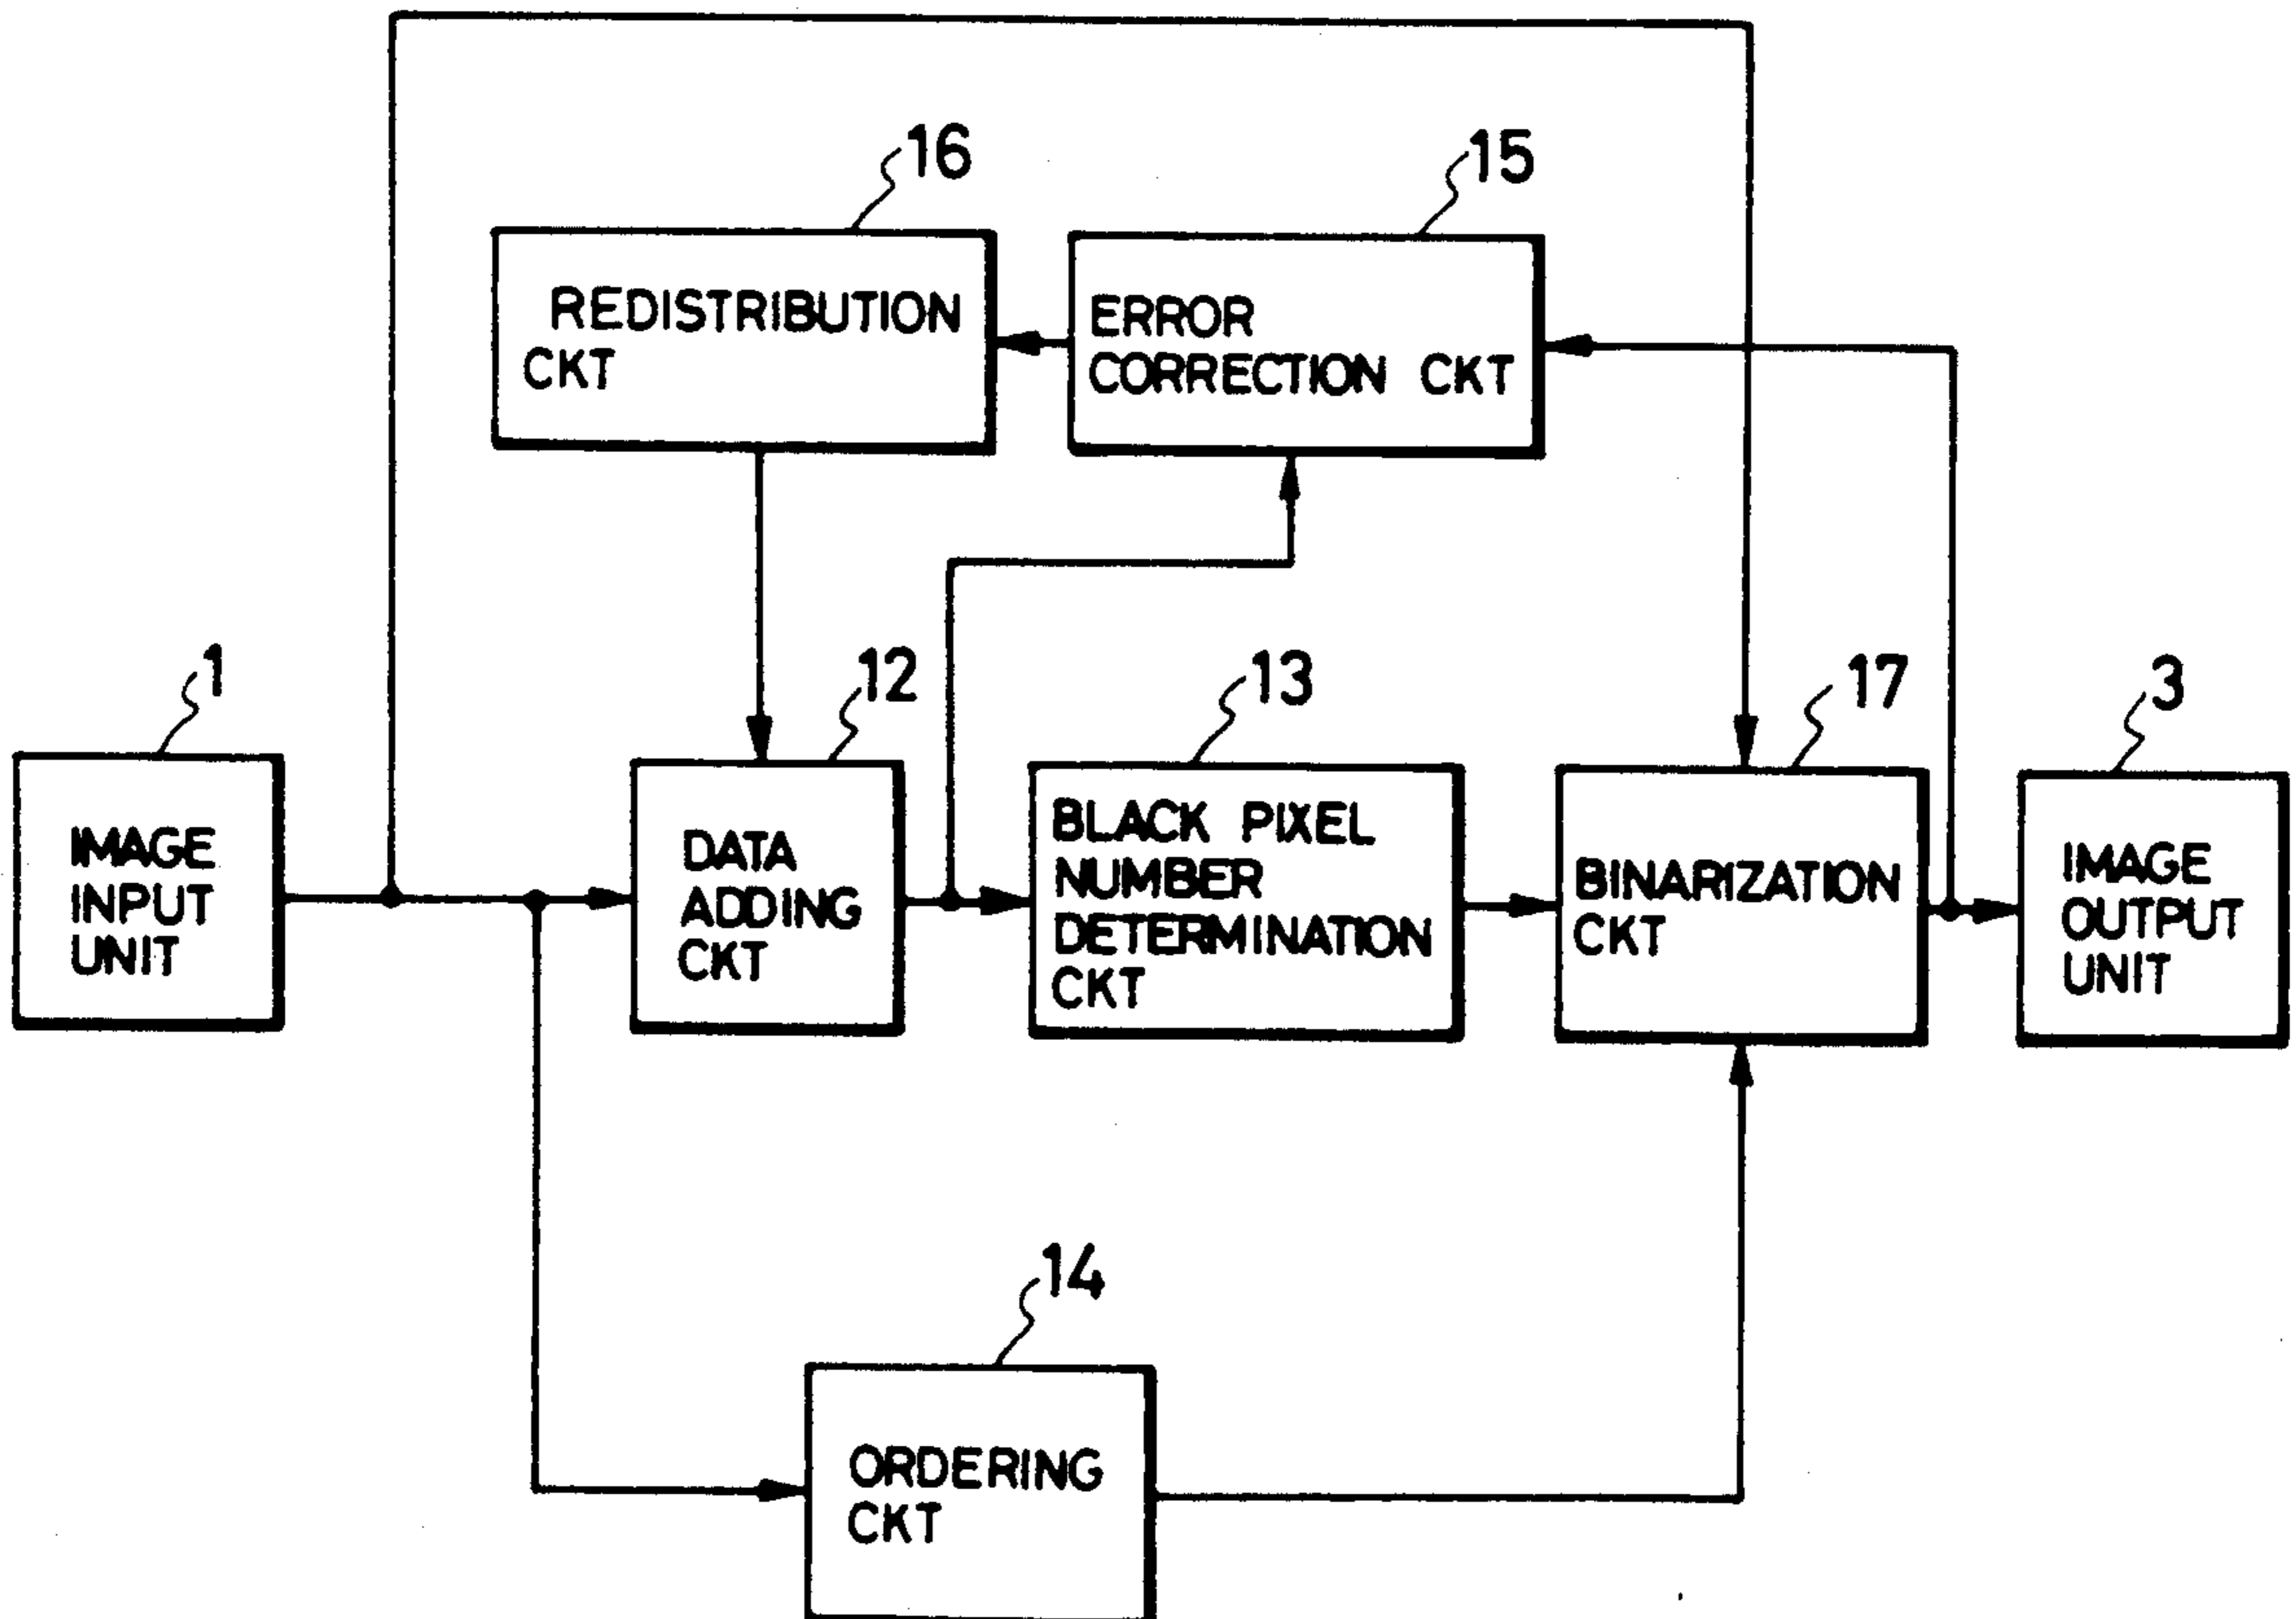 16
15
REDISTRIBUTION
CKT
ERROR
CORRECTION CKT
1
12
13
17
3
IMAGE
INPUT
UNIT
DATA
ADDING
CKT
BLACK PIXEL
NUMBER
DETERMINATION
CKT
BINARIZATION
CKT
IMAGE
OUTPUT
UNIT
14
ORDERING
CKT